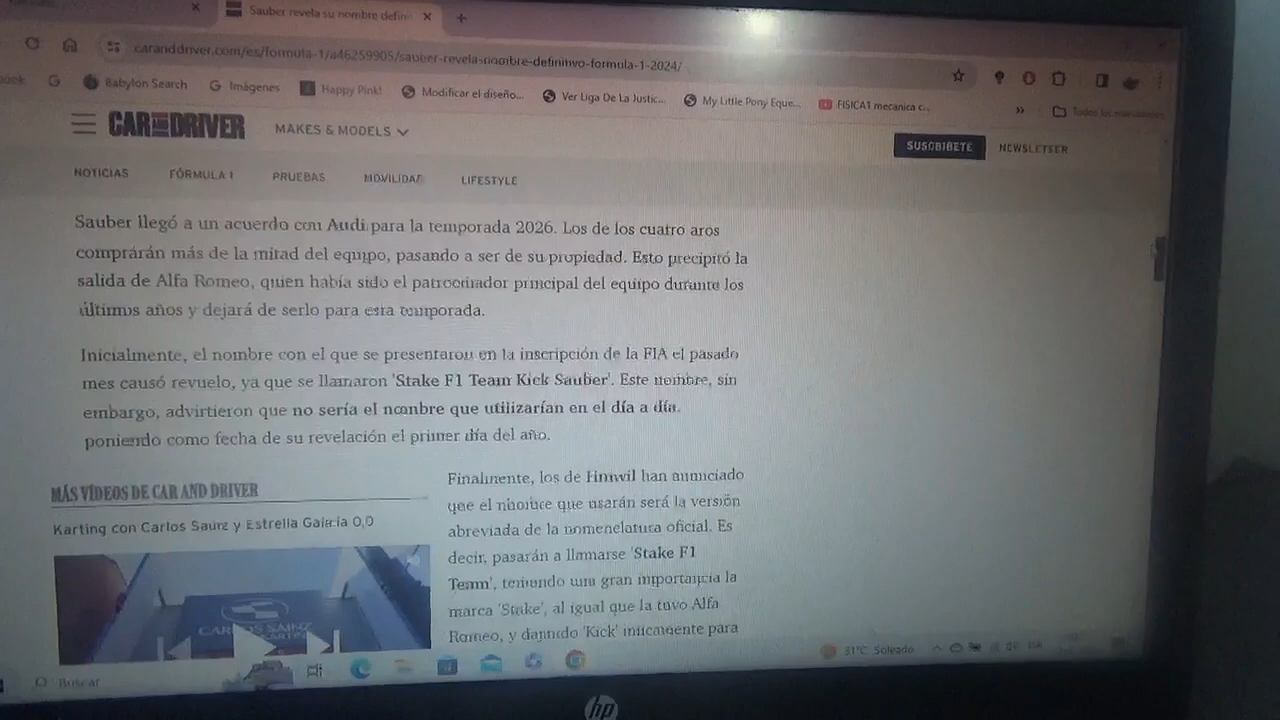 Sauber revela su nombre defini
caranddriver.com/es/formula-1/a46259905/sauber-revela-nombre-definitivo-formula-1-2024/
Babylon Search
Imágenes
Happy Pink!
Modificar el diseño...
Ver Liga De La Justic...
My Little Pony Eque...
FISICA1 mecanica c...
»
Todos los marcadores
CAR AND DRIVER
MAKES & MODELS
SUSCRIBETE
NEWSLETTER
NOTICIAS
FÓRMULA 1
PRUEBAS
MOVILIDAD
LIFESTYLE
Sauber llegó a un acuerdo con Audi para la temporada 2026. Los de los cuatro aros
comprarán más de la mitad del equipo, pasando a ser de su propiedad. Esto precipitó la
salida de Alfa Romeo, quien había sido el patrocinador principal del equipo durante los
últimos años y dejará de serlo para esta temporada.
Inicialmente, el nombre con el que se presentaron en la inscripción de la FIA el pasado
mes causó revuelo, ya que se llamaron 'Stake F1 Team Kick Sauber'. Este nombre, sin
embargo, advirtieron que no sería el nombre que utilizarían en el día a día.
poniendo como fecha de su revelación el primer día del año.
MÁS VÍDEOS DE CAR AND DRIVER
Karting con Carlos Sainz y Estrella Galicia 0,0
CARLOS SAINZ
KARTING
Finalmente, los de Hinwil han anunciado
que el nombre que usarán será la versión
abreviada de la nomenclatura oficial. Es
decir, pasarán a llamarse 'Stake F1
Team', teniendo una gran importancia la
marca 'Stake', al igual que la tuvo Alfa
Romeo, y dejando 'Kick' únicamente para
Buscar
31°C Soleado
hp